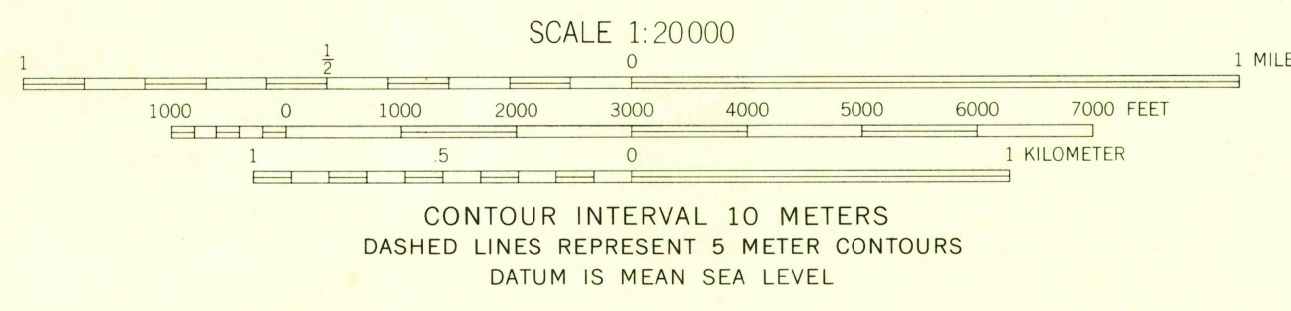 SCALE 1:20000
1 1/2 0 1 MILE
1000 0 1000 2000 3000 4000 5000 6000 7000 FEET
1 .5 0 1 KILOMETER
CONTOUR INTERVAL 10 METERS
DASHED LINES REPRESENT 5 METER CONTOURS
DATUM IS MEAN SEA LEVEL